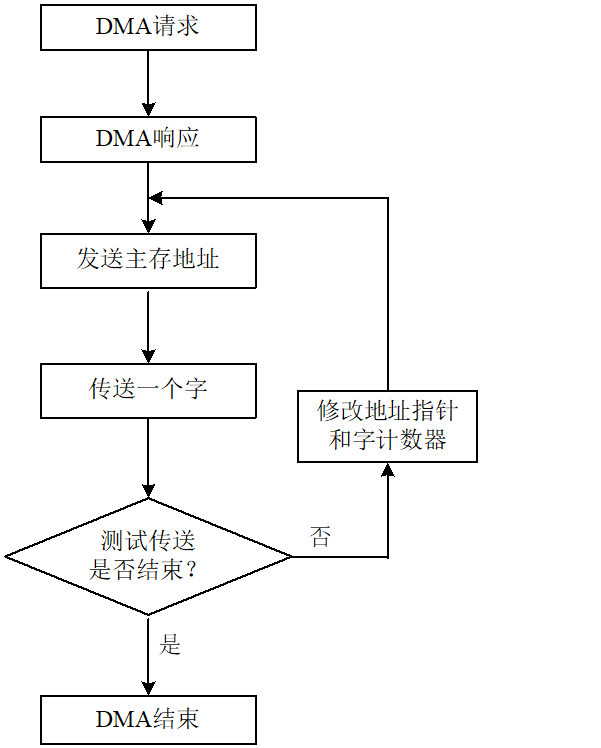 DMA请求
DMA响应
发送主存地址
传送一个字
修改地址指针
和字计数器
测试传送
是否结束？
否
是
DMA结束